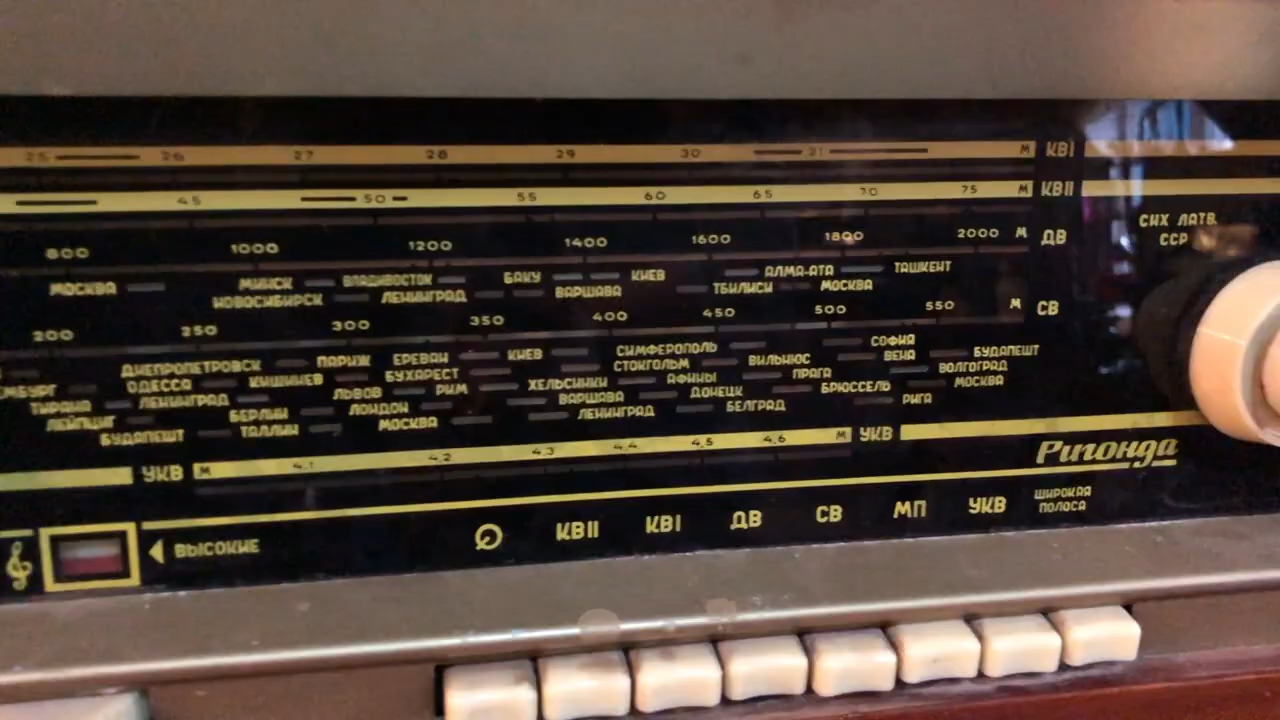 25 26 27 28 29 30 31 М КВI
45 50 55 60 65 70 75 М КВII
СНХ ЛАТВ.
ССР
800 1000 1200 1400 1600 1800 2000 М ДВ
МОСКВА МИНСК ВЛАДИВОСТОК БАКУ КИЕВ АЛМА-АТА ТАШКЕНТ
НОВОСИБИРСК ЛЕНИНГРАД ВАРШАВА ТБИЛИСИ МОСКВА
200 250 300 350 400 450 500 550 М СВ
ДНЕПРОПЕТРОВСК ПАРИЖ ЕРЕВАН КИЕВ СИМФЕРОПОЛЬ ВИЛЬНЮС СОФИЯ БУДАПЕШТ
ОДЕССА КИШИНЕВ БУХАРЕСТ СТОКГОЛЬМ ПРАГА ВЕНА ВОЛГОГРАД
ТИРАНА ЛЕНИНГРАД ЛЬВОВ РИМ ХЕЛЬСИНКИ АФИНЫ БРЮССЕЛЬ МОСКВА
ЛЕЙПЦИГ БЕРЛИН ЛОНДОН ВАРШАВА ДОНЕЦК РИГА
БУДАПЕШТ ТАЛЛИН МОСКВА ЛЕНИНГРАД БЕЛГРАД
УКВ М 4,1 4,2 4,3 4,4 4,5 4,6 М УКВ
Ригонда
ВЫСОКИЕ КВII КВI ДВ СВ МП УКВ ШИРОКАЯ
ПОЛОСА